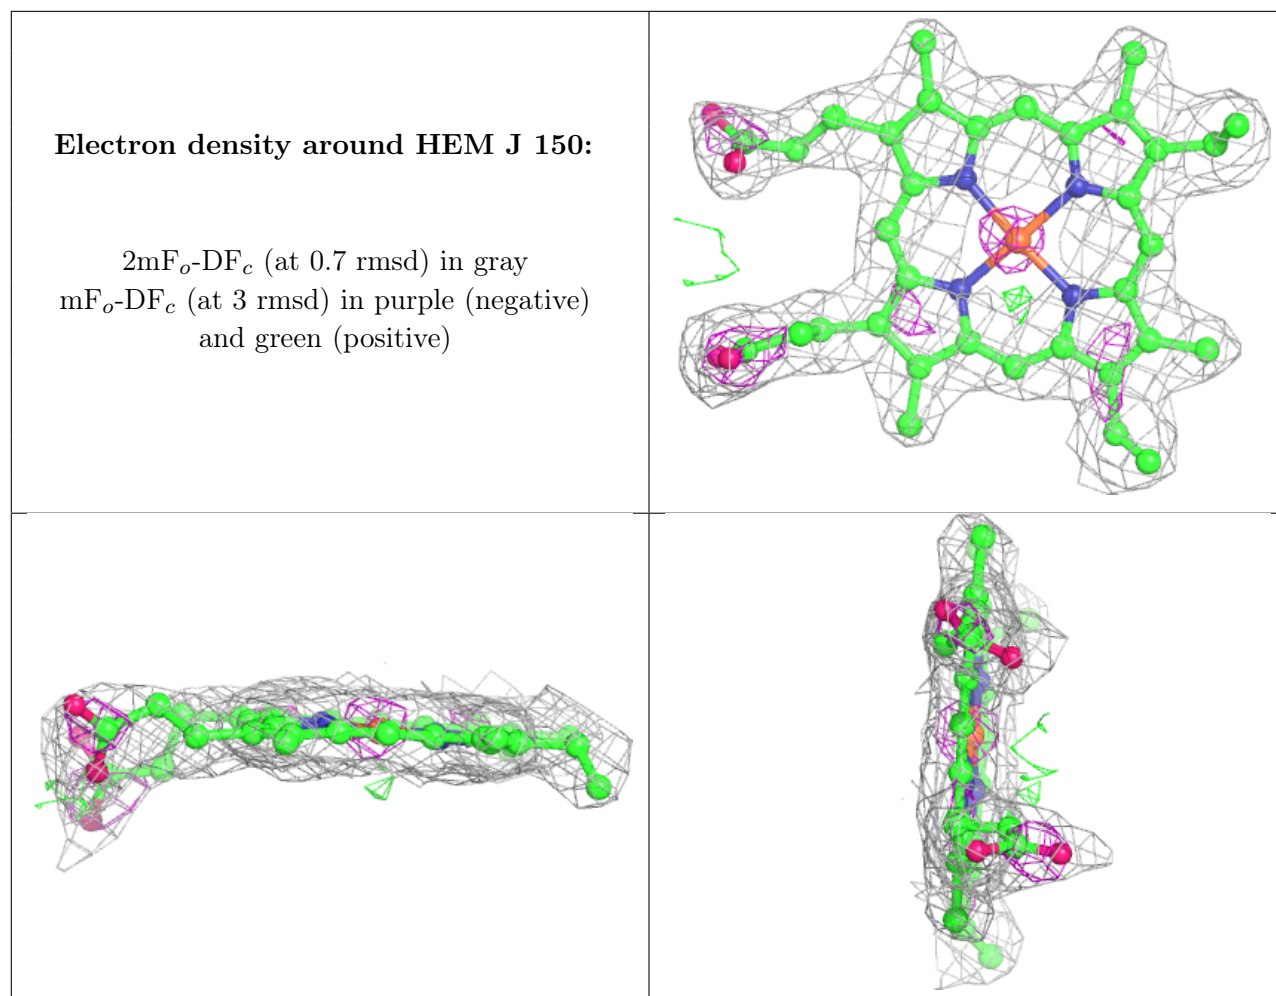 Electron density around HEM J 150:
2mFo-DFc (at 0.7 rmsd) in gray
mFo-DFc (at 3 rmsd) in purple (negative)
and green (positive)